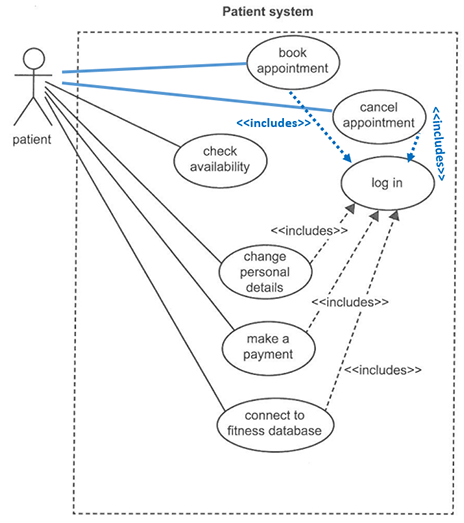 Patient system
book
appointment
<<includes>>
cancel
appointment
<<includes>>
patient
check
availability
log in
<<includes>>
change
personal
details
<<includes>>
make a
payment
<<includes>>
connect to
fitness database